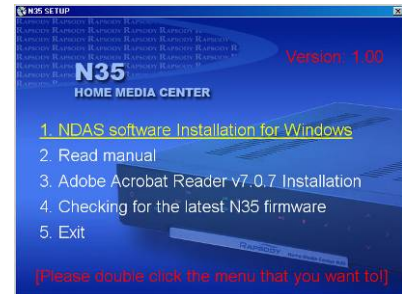 N35 SETUP
Version: 1.00
N35
HOME MEDIA CENTER
1. NDAS software Installation for Windows
2. Read manual
3. Adobe Acrobat Reader v7.0.7 Installation
4. Checking for the latest N35 firmware
5. Exit
RAPSODY
[Please double click the menu that you want to!]